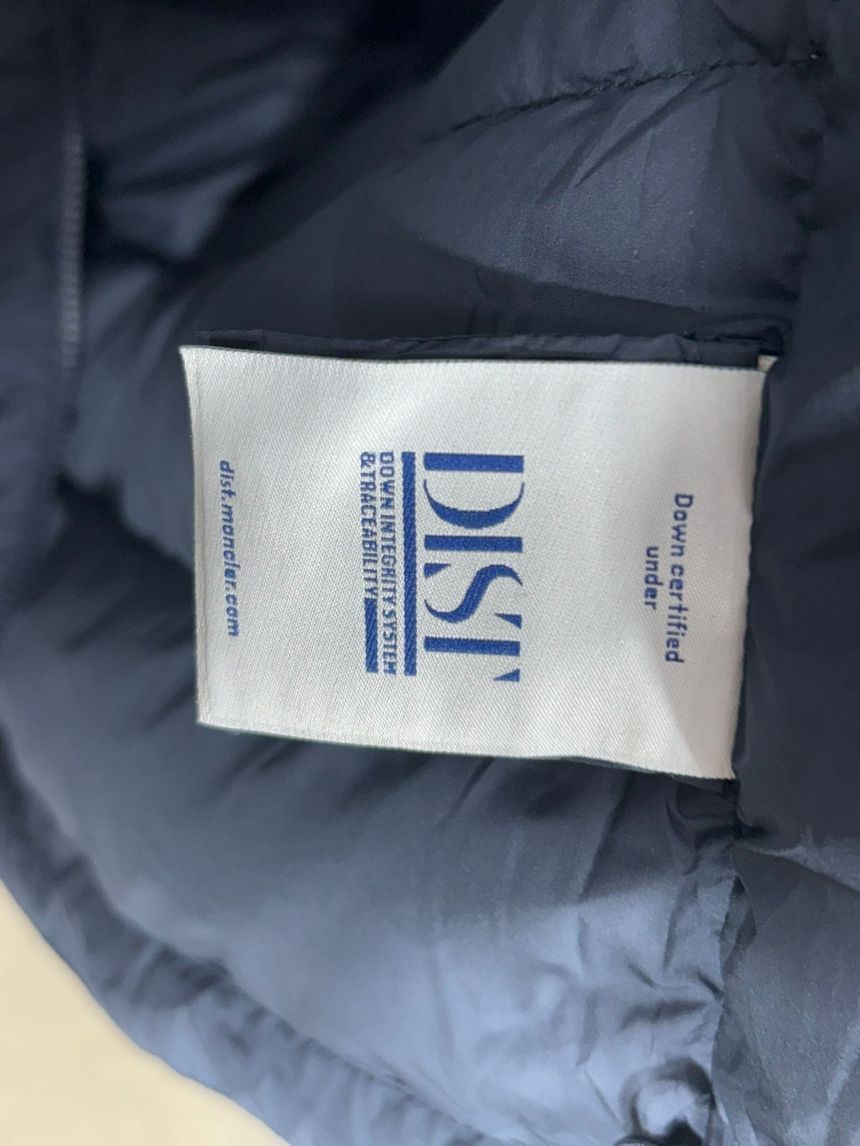 Down certified
under
DIST
DOWN INTEGRITY SYSTEM
& TRACEABILITY
dist.moncler.com